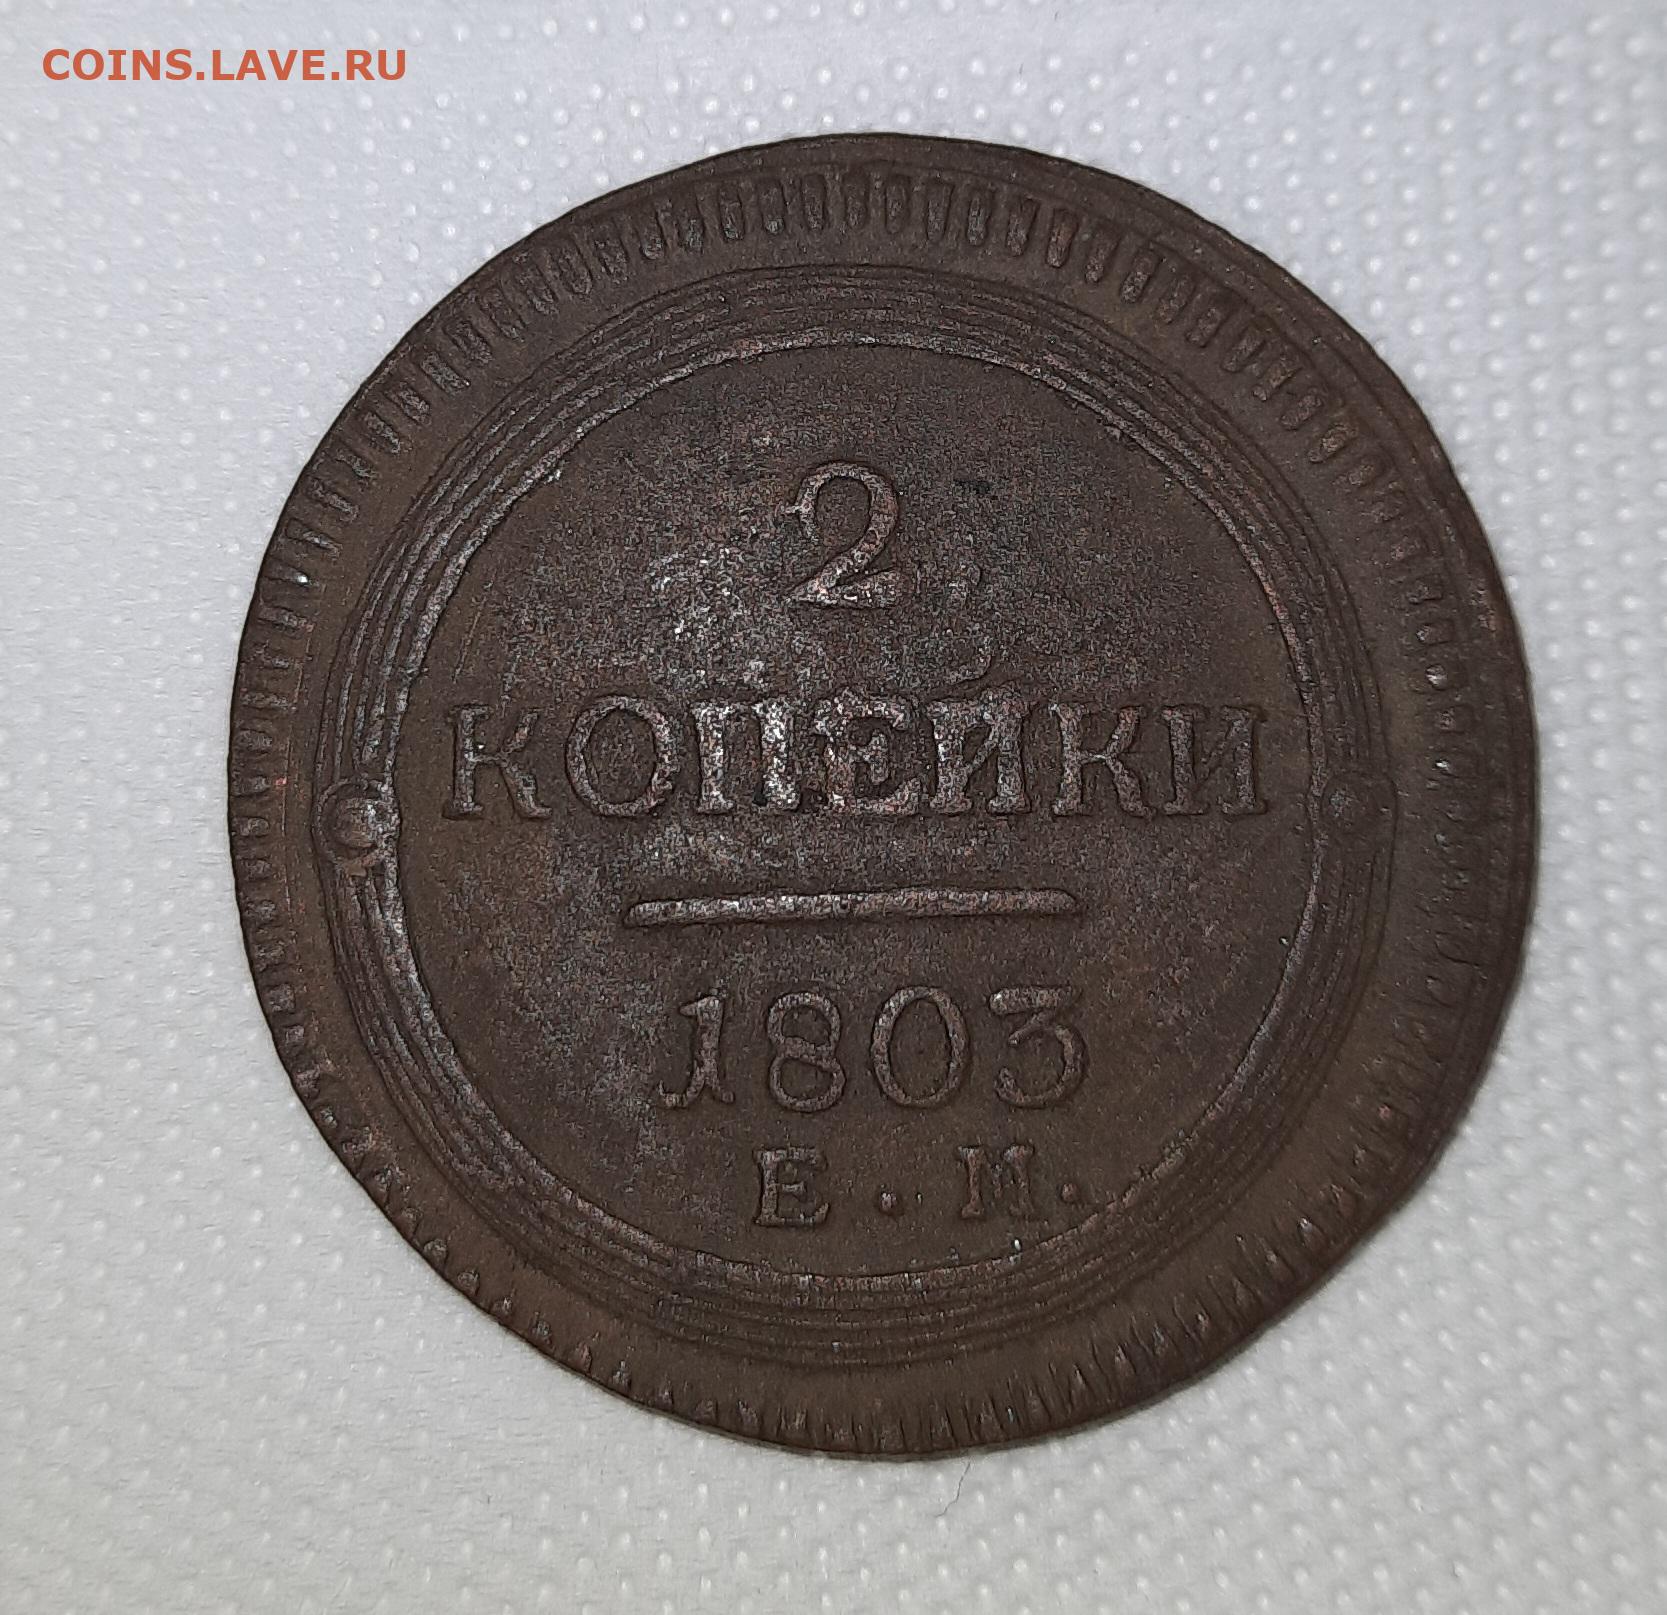 COINS.LAVE.RU
2
КОПЕЙКИ
1803
Е.М.